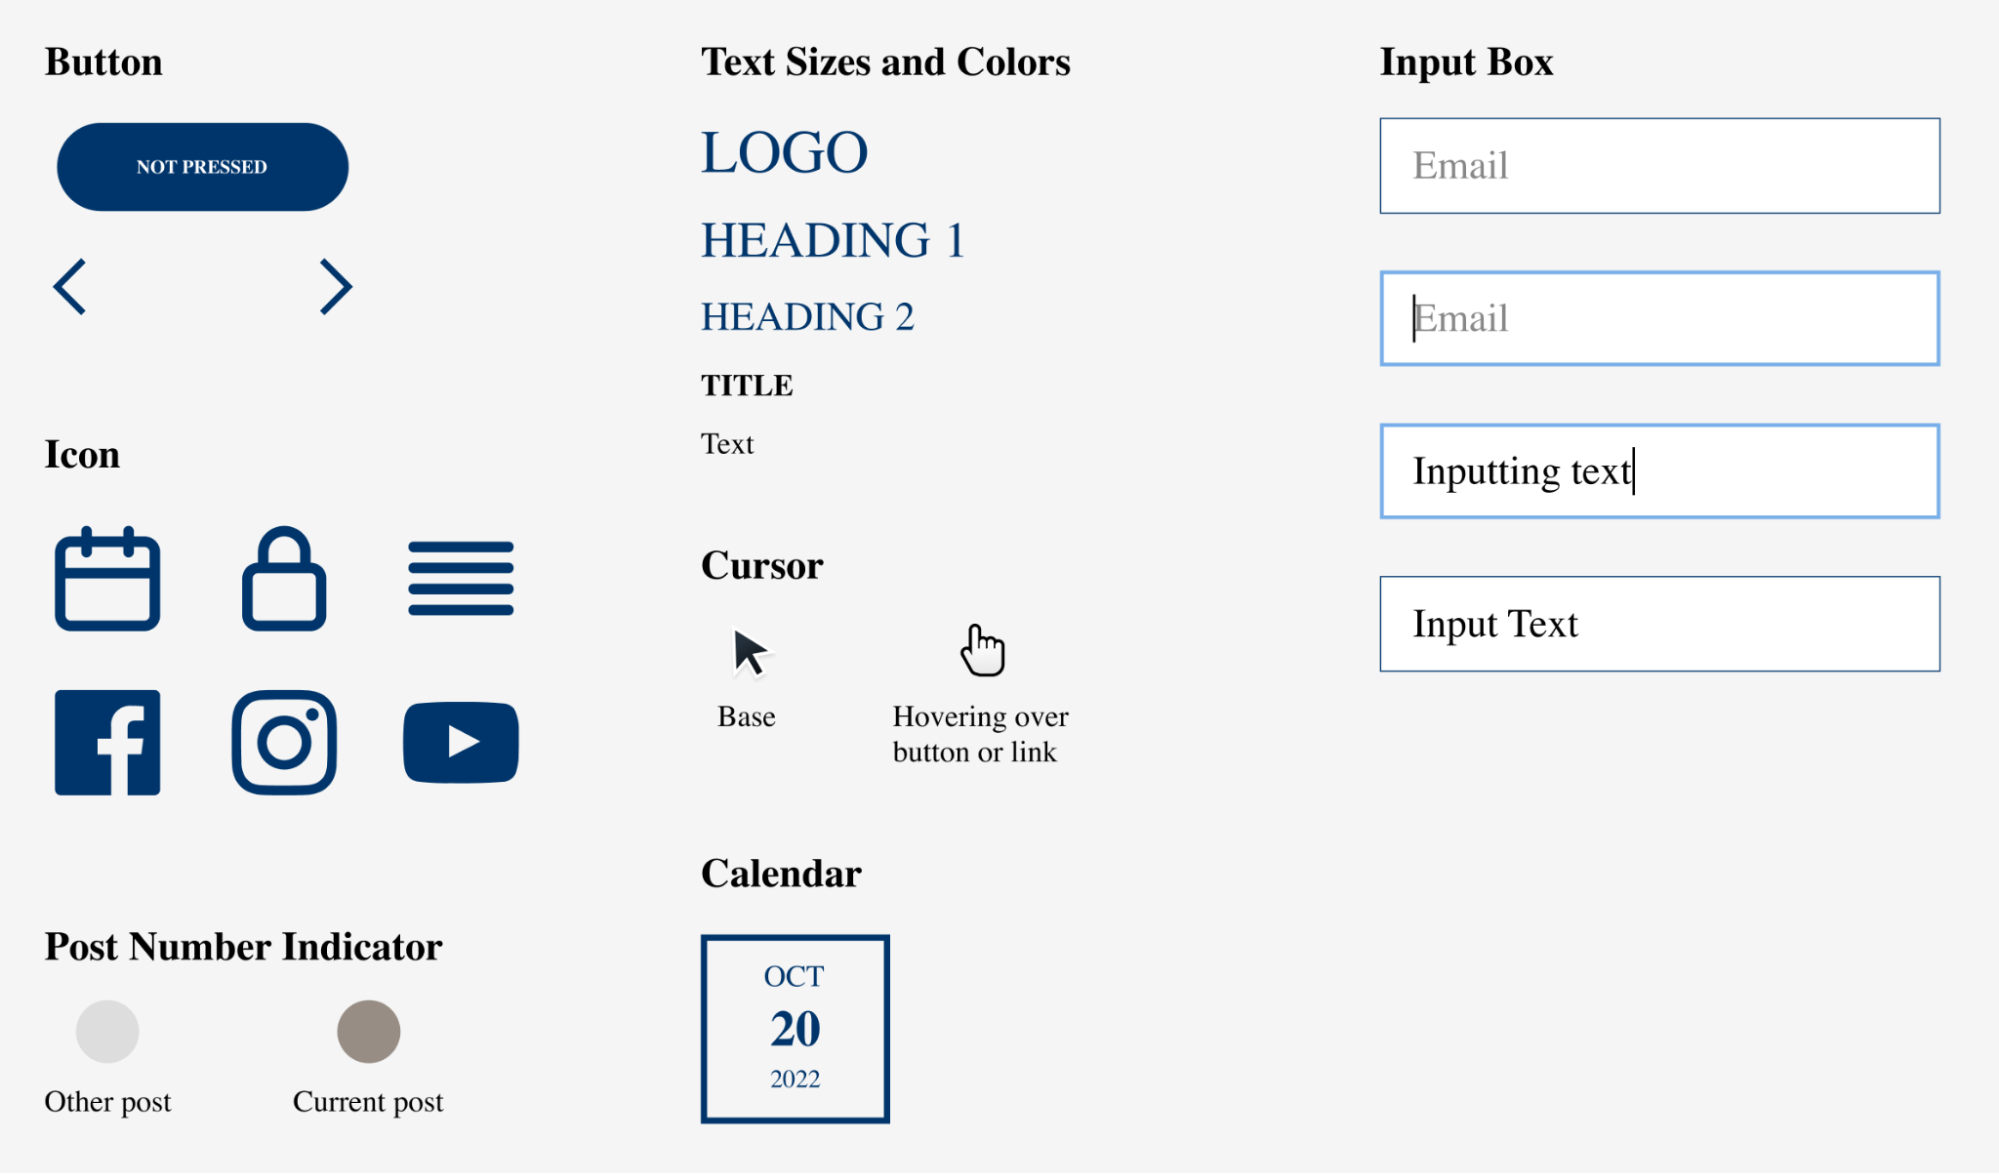 Button
NOT PRESSED
Icon
Post Number Indicator
Other post
Current post
Text Sizes and Colors
LOGO
HEADING 1
HEADING 2
TITLE
Text
Cursor
Base
Hovering over
button or link
Calendar
OCT
20
2022
Input Box
Email
Email
Inputting text
Input Text